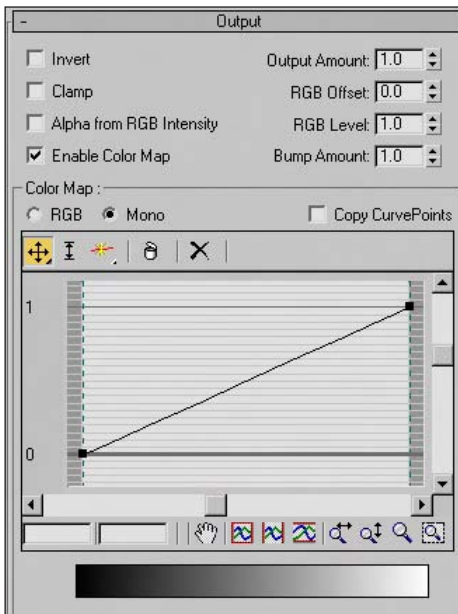 - Output
Invert Output Amount: 1.0
Clamp RGB Offset: 0.0
Alpha from RGB Intensity RGB Level: 1.0
Enable Color Map Bump Amount: 1.0
Color Map :
RGB Mono Copy CurvePoints
1
0